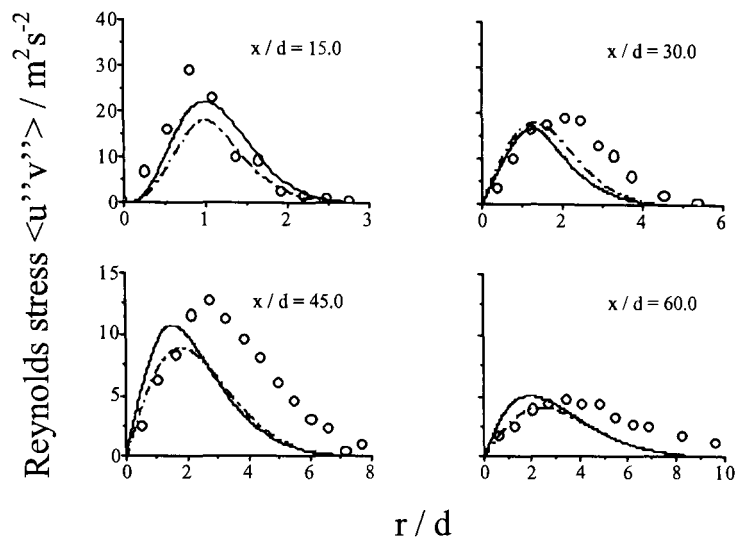 Reynolds stress <u’’v’’> / m²s⁻²
40
30
20
10
0
x / d = 15.0
0 1 2 3
x / d = 30.0
0 2 4 6
15
10
5
0
x / d = 45.0
0 2 4 6 8
x / d = 60.0
0 2 4 6 8 10
r / d